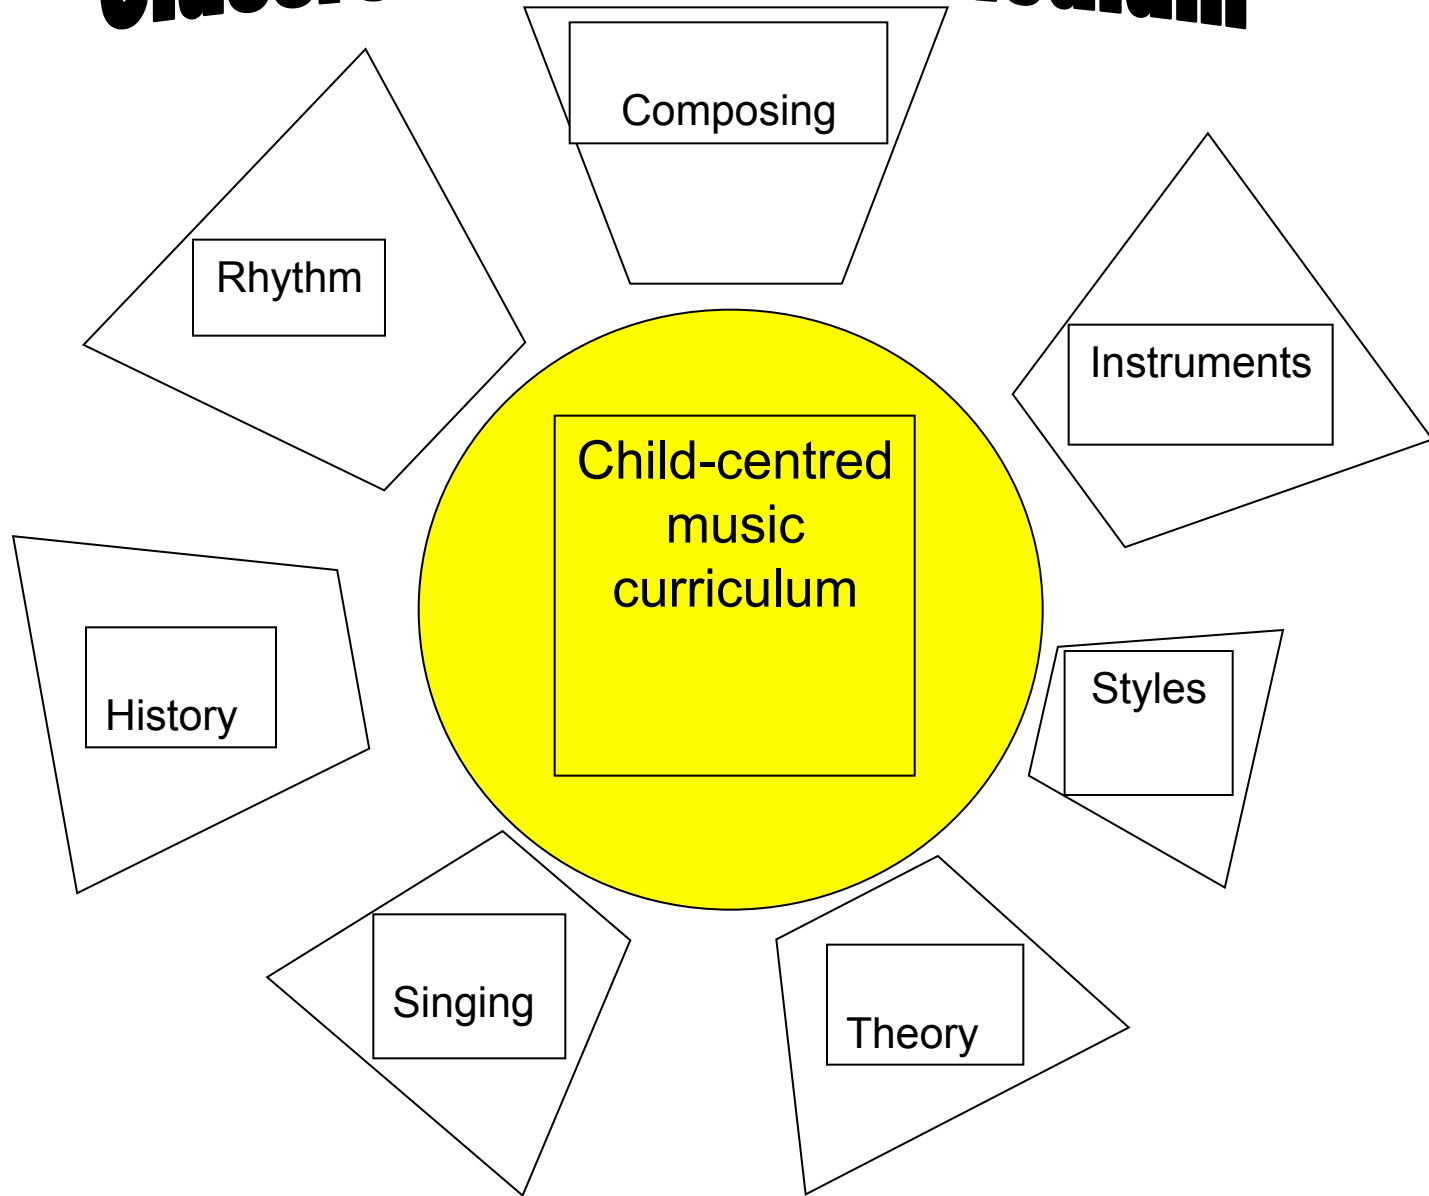 Composing
Rhythm
Instruments
Child-centred
music
curriculum
Styles
History
Singing
Theory